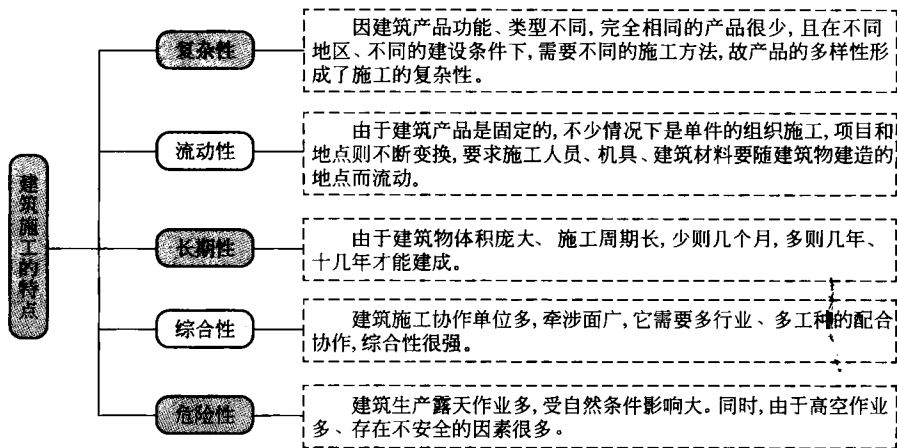 建筑施工的特点
复杂性
因建筑产品功能、类型不同,完全相同的产品很少,且在不同
地区、不同的建设条件下,需要不同的施工方法,故产品的多样性形
成了施工的复杂性。
流动性
由于建筑产品是固定的,不少情况下是单件的组织施工,项目和
地点则不断变换,要求施工人员、机具、建筑材料要随建筑物建造的
地点而流动。
长期性
由于建筑物体积庞大、施工周期长,少则几个月,多则几年、
十几年才能建成。
综合性
建筑施工协作单位多,牵涉面广,它需要多行业、多工种的配合
协作,综合性很强。
危险性
建筑生产露天作业多,受自然条件影响大。同时,由于高空作业
多、存在不安全的因素很多。